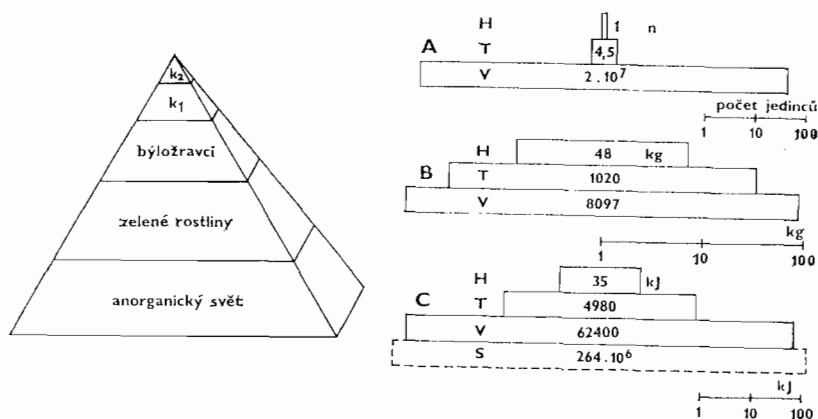 k₂
k₁
býložravci
zelené rostliny
anorganický svět
A
H 1 n
T 4,5
V 2 . 10⁷
počet jedinců
1 10 100
B
H 48 kg
T 1020
V 8097
kg
1 10 100
C
H 35 kJ
T 4980
V 62400
S 264.10⁶
kJ
1 10 100